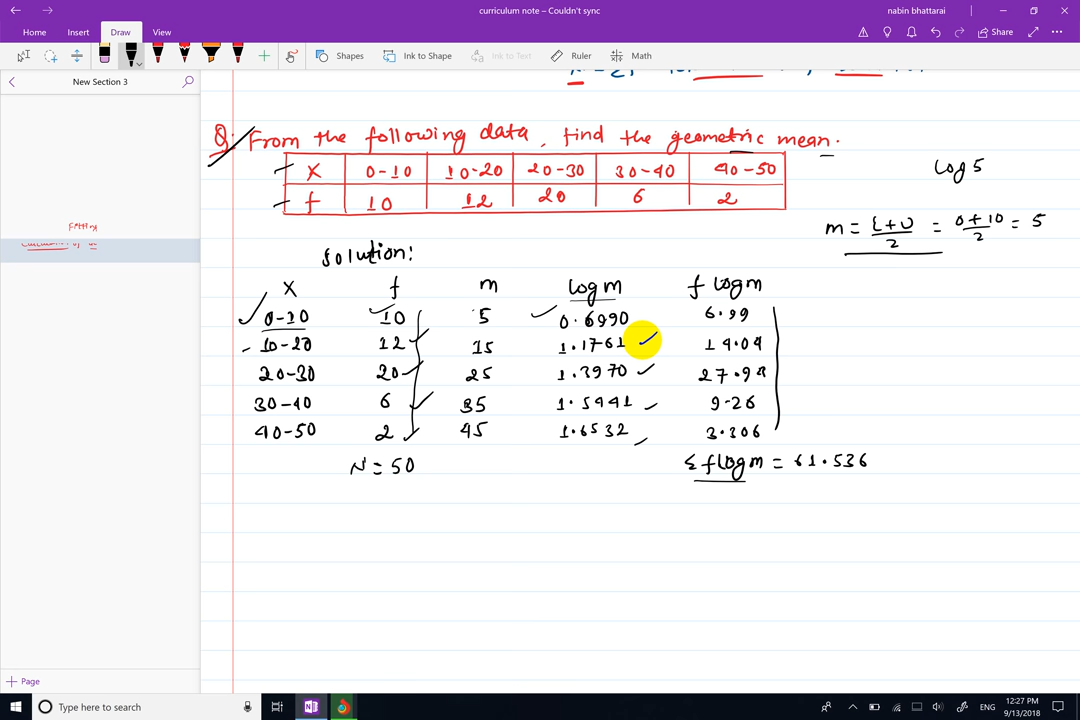 curriculum note – Couldn't sync
nabin bhattarai
Home Insert Draw View
Share
Shapes Ink to Shape Ink to Text Ruler Math
New Section 3
Q: From the following data, find the geometric mean.
X 0-10 10-20 20-30 30-40 40-50
f 10 12 20 6 2
log 5
m = L+U/2 = 0+10/2 = 5
Solution:
X f m log m f log m
0-10 10 5 0.6990 6.99
10-20 12 15 1.1761 14.04
20-30 20 25 1.3970 27.94
30-40 6 35 1.5441 9.26
40-50 2 45 1.6532 3.306
N = 50 Σ f log m = 61.536
Page
Type here to search
ENG
12:27 PM
9/13/2018